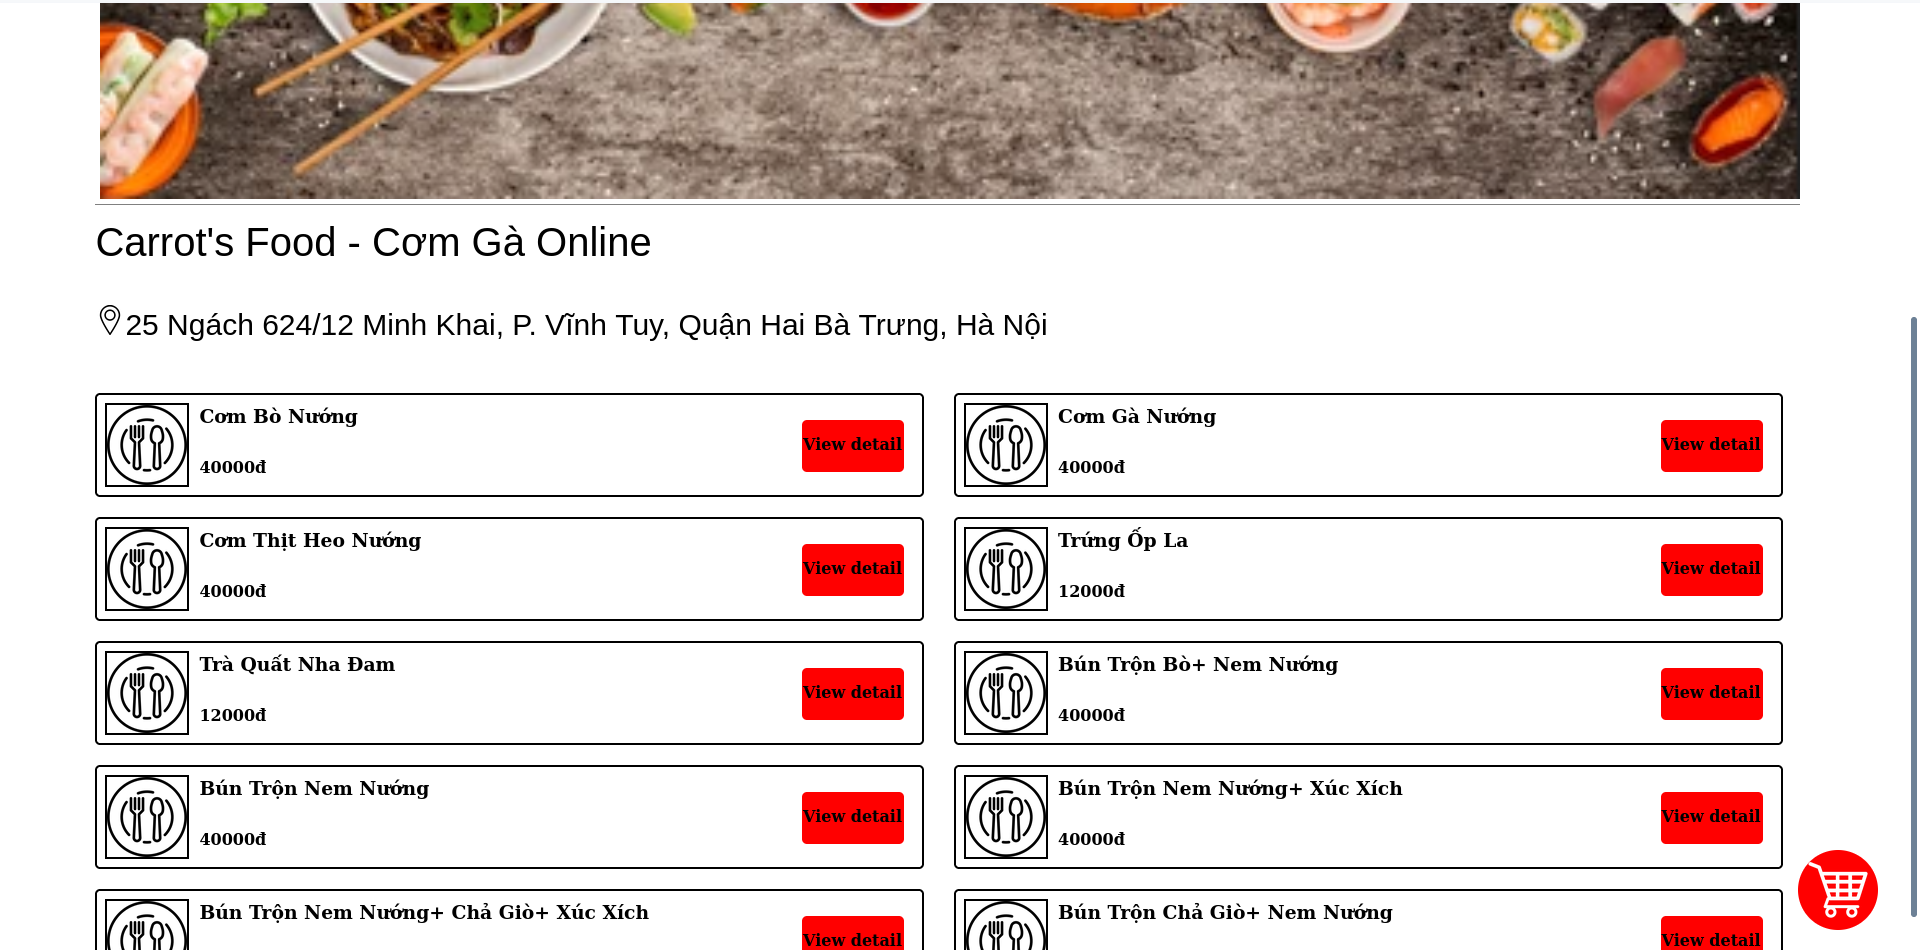 Carrot's Food - Cơm Gà Online
25 Ngách 624/12 Minh Khai, P. Vĩnh Tuy, Quận Hai Bà Trưng, Hà Nội
Cơm Bò Nướng
40000đ
View detail
Cơm Gà Nướng
40000đ
View detail
Cơm Thịt Heo Nướng
40000đ
View detail
Trứng Ốp La
12000đ
View detail
Trà Quất Nha Đam
12000đ
View detail
Bún Trộn Bò+ Nem Nướng
40000đ
View detail
Bún Trộn Nem Nướng
40000đ
View detail
Bún Trộn Nem Nướng+ Xúc Xích
40000đ
View detail
Bún Trộn Nem Nướng+ Chả Giò+ Xúc Xích
View detail
Bún Trộn Chả Giò+ Nem Nướng
View detail